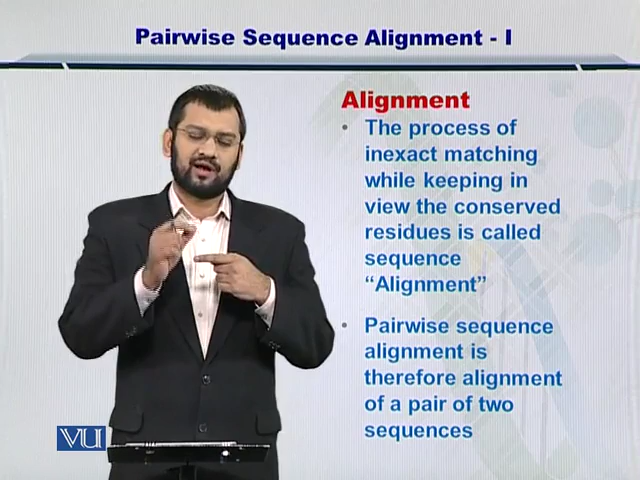 Pairwise Sequence Alignment - I
Alignment
• The process of
inexact matching
while keeping in
view the conserved
residues is called
sequence
“Alignment”
• Pairwise sequence
alignment is
therefore alignment
of a pair of two
sequences
VU